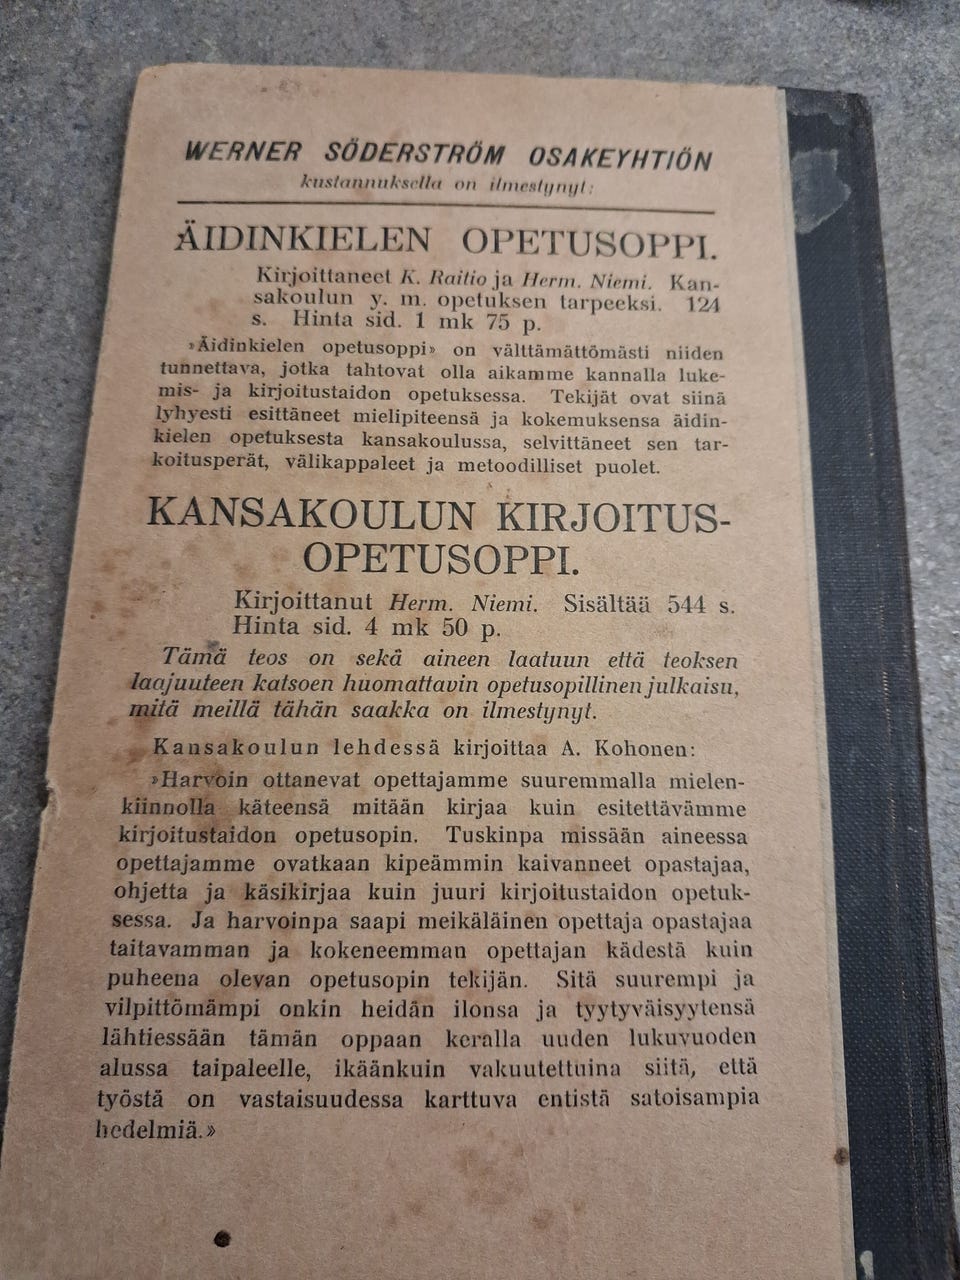 WERNER SÖDERSTRÖM OSAKEYHTIÖN
kustannuksella on ilmestynyt:
ÄIDINKIELEN OPETUSOPPI.
Kirjoittaneet K. Raitio ja Herm. Niemi. Kan-
sakoulun y. m. opetuksen tarpeeksi. 124
s. Hinta sid. 1 mk 75 p.
»Äidinkielen opetusoppi» on välttämättömästi niiden
tunnettava, jotka tahtovat olla aikamme kannalla luke-
mis- ja kirjoitustaidon opetuksessa. Tekijät ovat siinä
lyhyesti esittäneet mielipiteensä ja kokemuksensa äidin-
kielen opetuksesta kansakoulussa, selvittäneet sen tar-
koitusperät, välikappaleet ja metoodilliset puolet.
KANSAKOULUN KIRJOITUS-
OPETUSOPPI.
Kirjoittanut Herm. Niemi. Sisältää 544 s.
Hinta sid. 4 mk 50 p.
Tämä teos on sekä aineen laatuun että teoksen
laajuuteen katsoen huomattavin opetusopillinen julkaisu,
mitä meillä tähän saakka on ilmestynyt.
Kansakoulun lehdessä kirjoittaa A. Kohonen:
»Harvoin ottanevat opettajamme suuremmalla mielen-
kiinnolla käteensä mitään kirjaa kuin esitettävämme
kirjoitustaidon opetusopin. Tuskinpa missään aineessa
opettajamme ovatkaan kipeämmin kaivanneet opastajaa,
ohjetta ja käsikirjaa kuin juuri kirjoitustaidon opetuk-
sessa. Ja harvoinpa saapi meikäläinen opettaja opastajaa
taitavamman ja kokeneemman opettajan kädestä kuin
puheena olevan opetusopin tekijän. Sitä suurempi ja
vilpittömämpi onkin heidän ilonsa ja tyytyväisyytensä
lähtiessään tämän oppaan keralla uuden lukuvuoden
alussa taipaleelle, ikäänkuin vakuutettuina siitä, että
työstä on vastaisuudessa karttuva entistä satoisampia
hedelmiä.»